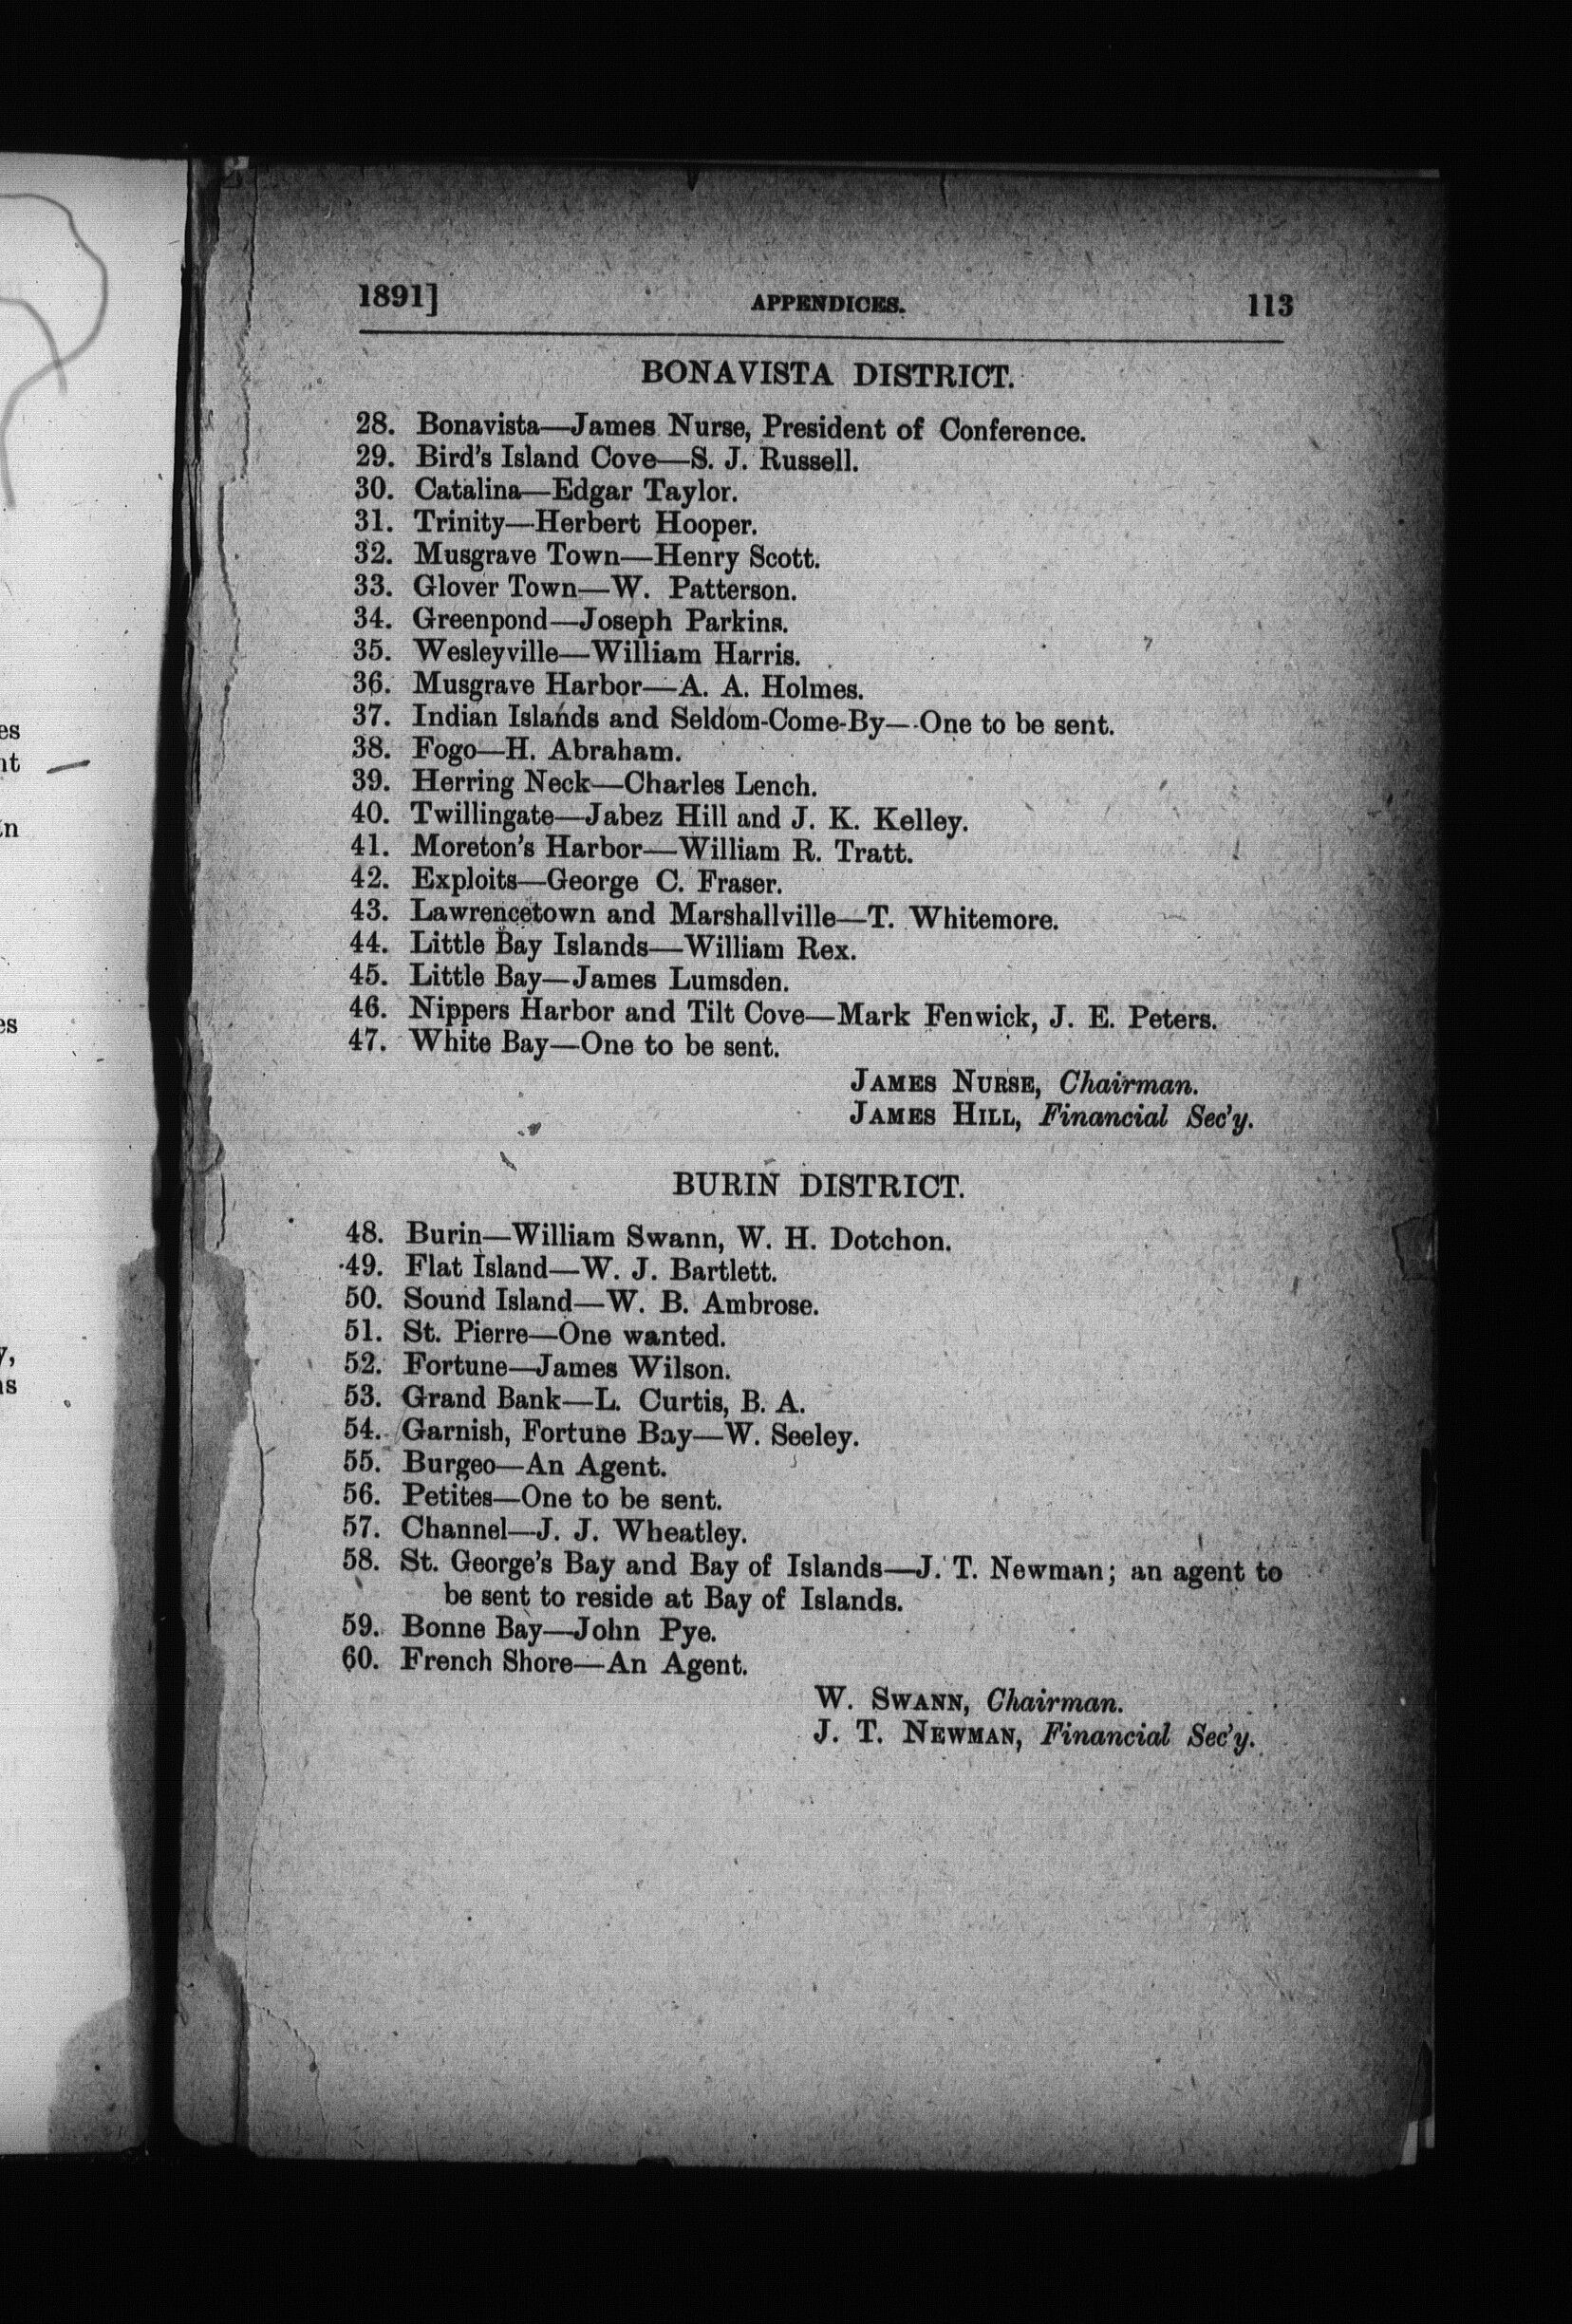 1891]
APPENDICES.
113
BONAVISTA DISTRICT.
28. Bonavista—James Nurse, President of Conference.
29. Bird's Island Cove—S. J. Russell.
30. Catalina—Edgar Taylor.
31. Trinity—Herbert Hooper.
32. Musgrave Town—Henry Scott.
33. Glover Town—W. Patterson.
34. Greenpond—Joseph Parkins.
35. Wesleyville—William Harris.
36. Musgrave Harbor—A. A. Holmes.
37. Indian Islands and Seldom-Come-By—One to be sent.
38. Fogo—H. Abraham.
39. Herring Neck—Charles Lench.
40. Twillingate—Jabez Hill and J. K. Kelley.
41. Moreton's Harbor—William R. Tratt.
42. Exploits—George C. Fraser.
43. Lawrencetown and Marshallville—T. Whitemore.
44. Little Bay Islands—William Rex.
45. Little Bay—James Lumsden.
46. Nippers Harbor and Tilt Cove—Mark Fenwick, J. E. Peters.
47. White Bay—One to be sent.
JAMES NURSE, Chairman.
JAMES HILL, Financial Sec'y.
BURIN DISTRICT.
48. Burin—William Swann, W. H. Dotchon.
49. Flat Island—W. J. Bartlett.
50. Sound Island—W. B. Ambrose.
51. St. Pierre—One wanted.
52. Fortune—James Wilson.
53. Grand Bank—L. Curtis, B. A.
54. Garnish, Fortune Bay—W. Seeley.
55. Burgeo—An Agent.
56. Petites—One to be sent.
57. Channel—J. J. Wheatley.
58. St. George's Bay and Bay of Islands—J. T. Newman; an agent to
be sent to reside at Bay of Islands.
59. Bonne Bay—John Pye.
60. French Shore—An Agent.
W. SWANN, Chairman.
J. T. NEWMAN, Financial Sec'y.